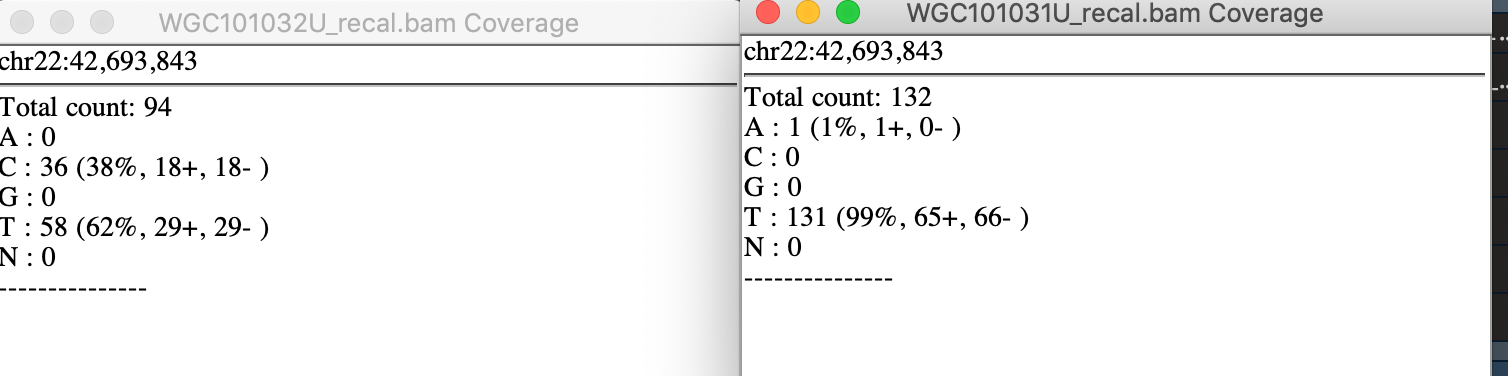 WGC101032U_recal.bam Coverage
chr22:42,693,843
Total count: 94
A : 0
C : 36 (38%, 18+, 18- )
G : 0
T : 58 (62%, 29+, 29- )
N : 0
---------------
WGC101031U_recal.bam Coverage
chr22:42,693,843
Total count: 132
A : 1 (1%, 1+, 0- )
C : 0
G : 0
T : 131 (99%, 65+, 66- )
N : 0
---------------